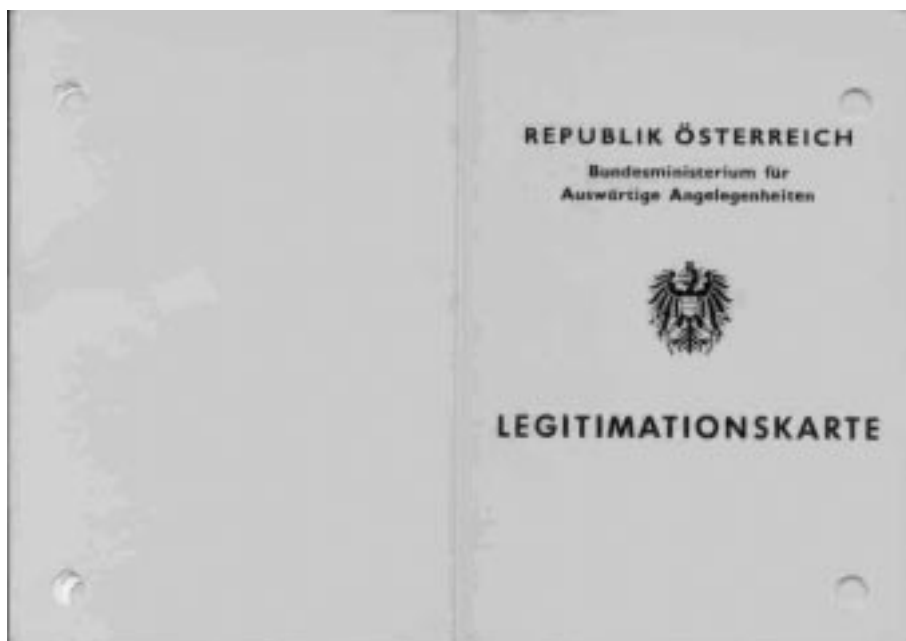 REPUBLIK ÖSTERREICH
Bundesministerium für
Auswärtige Angelegenheiten
LEGITIMATIONSKARTE